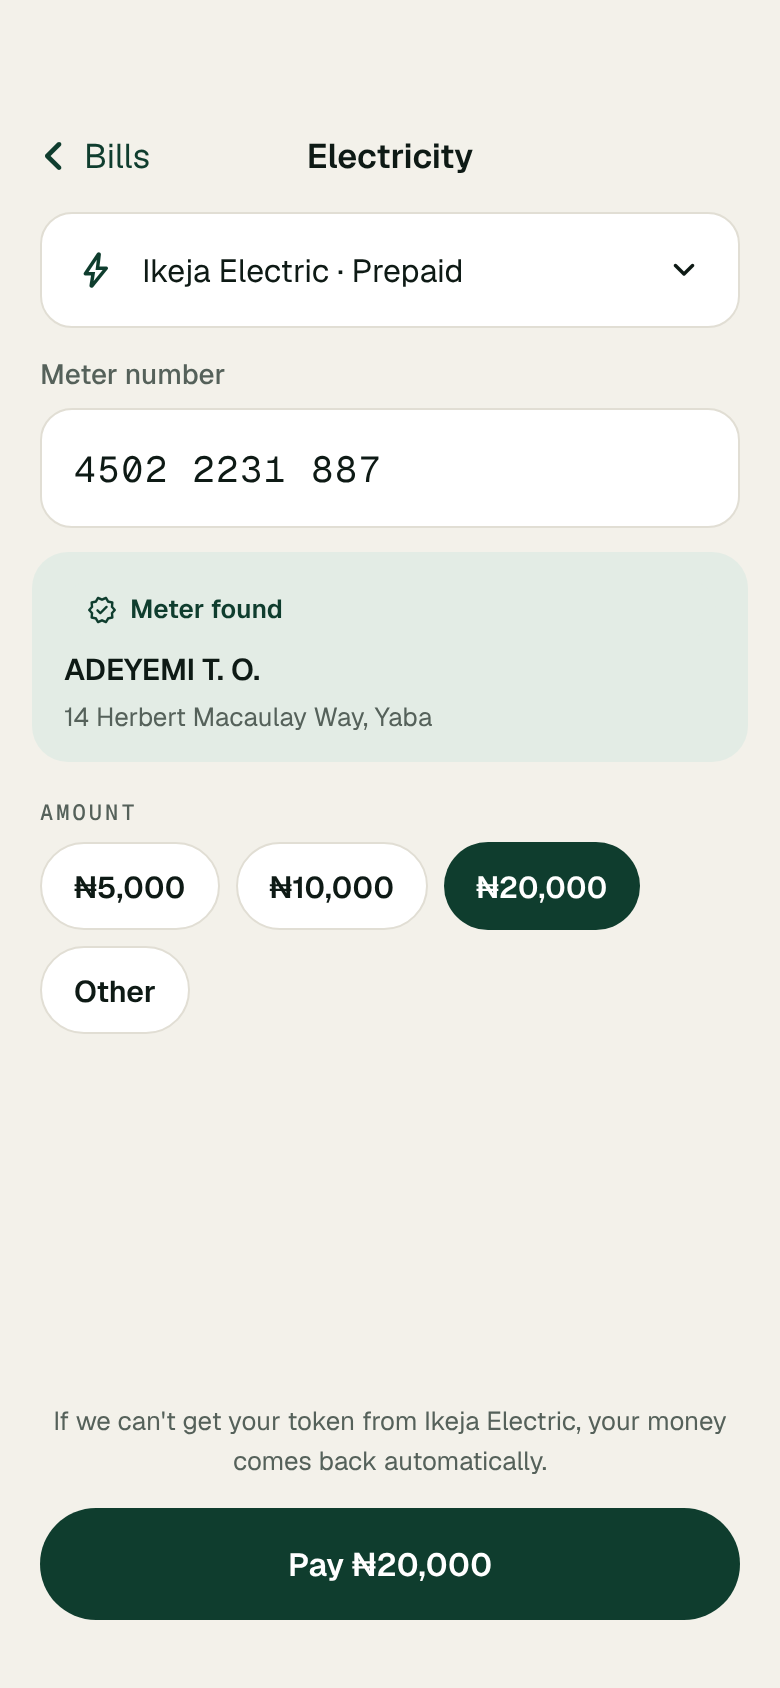 Bills
Electricity
Ikeja Electric · Prepaid
Meter number
4502 2231 887
Meter found
ADEYEMI T. O.
14 Herbert Macaulay Way, Yaba
AMOUNT
₦5,000
₦10,000
₦20,000
Other
If we can't get your token from Ikeja Electric, your money
comes back automatically.
Pay ₦20,000